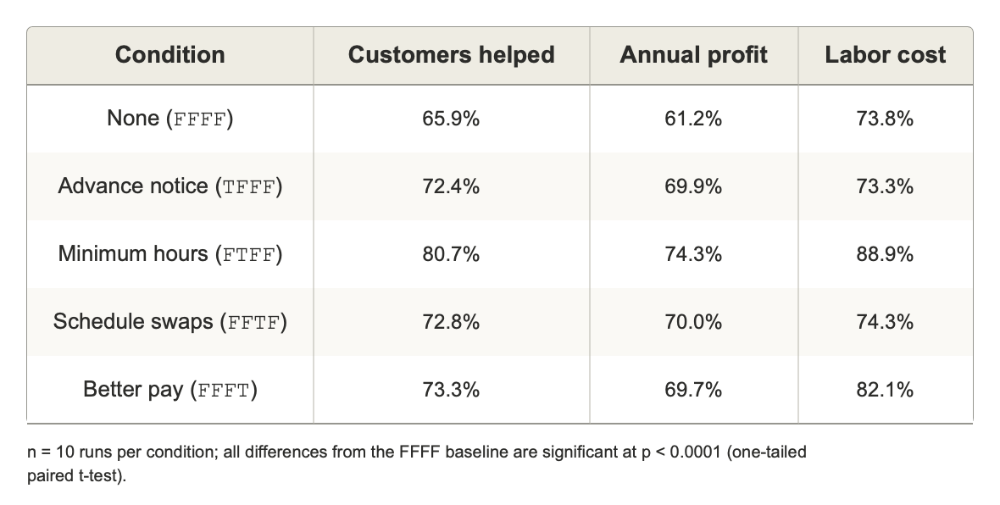 Condition Customers helped Annual profit Labor cost
None (FFFF) 65.9% 61.2% 73.8%
Advance notice (TFFF) 72.4% 69.9% 73.3%
Minimum hours (FTFF) 80.7% 74.3% 88.9%
Schedule swaps (FFTF) 72.8% 70.0% 74.3%
Better pay (FFFT) 73.3% 69.7% 82.1%
n = 10 runs per condition; all differences from the FFFF baseline are significant at p < 0.0001 (one-tailed
paired t-test).